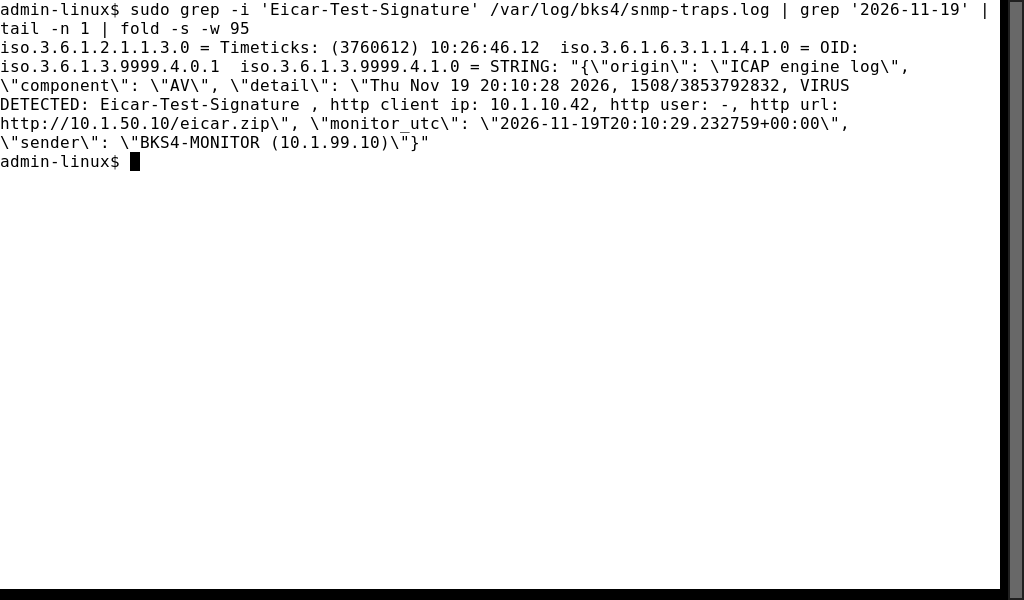 admin-linux$ sudo grep -i 'Eicar-Test-Signature' /var/log/bks4/snmp-traps.log | grep '2026-11-19' |
tail -n 1 | fold -s -w 95
iso.3.6.1.2.1.1.3.0 = Timeticks: (3760612) 10:26:46.12  iso.3.6.1.6.3.1.1.4.1.0 = OID:
iso.3.6.1.3.9999.4.0.1  iso.3.6.1.3.9999.4.1.0 = STRING: "{\"origin\": \"ICAP engine log\",
\"component\": \"AV\", \"detail\": \"Thu Nov 19 20:10:28 2026, 1508/3853792832, VIRUS
DETECTED: Eicar-Test-Signature , http client ip: 10.1.10.42, http user: -, http url:
http://10.1.50.10/eicar.zip\", \"monitor_utc\": \"2026-11-19T20:10:29.232759+00:00\",
\"sender\": \"BKS4-MONITOR (10.1.99.10)\"}"
admin-linux$